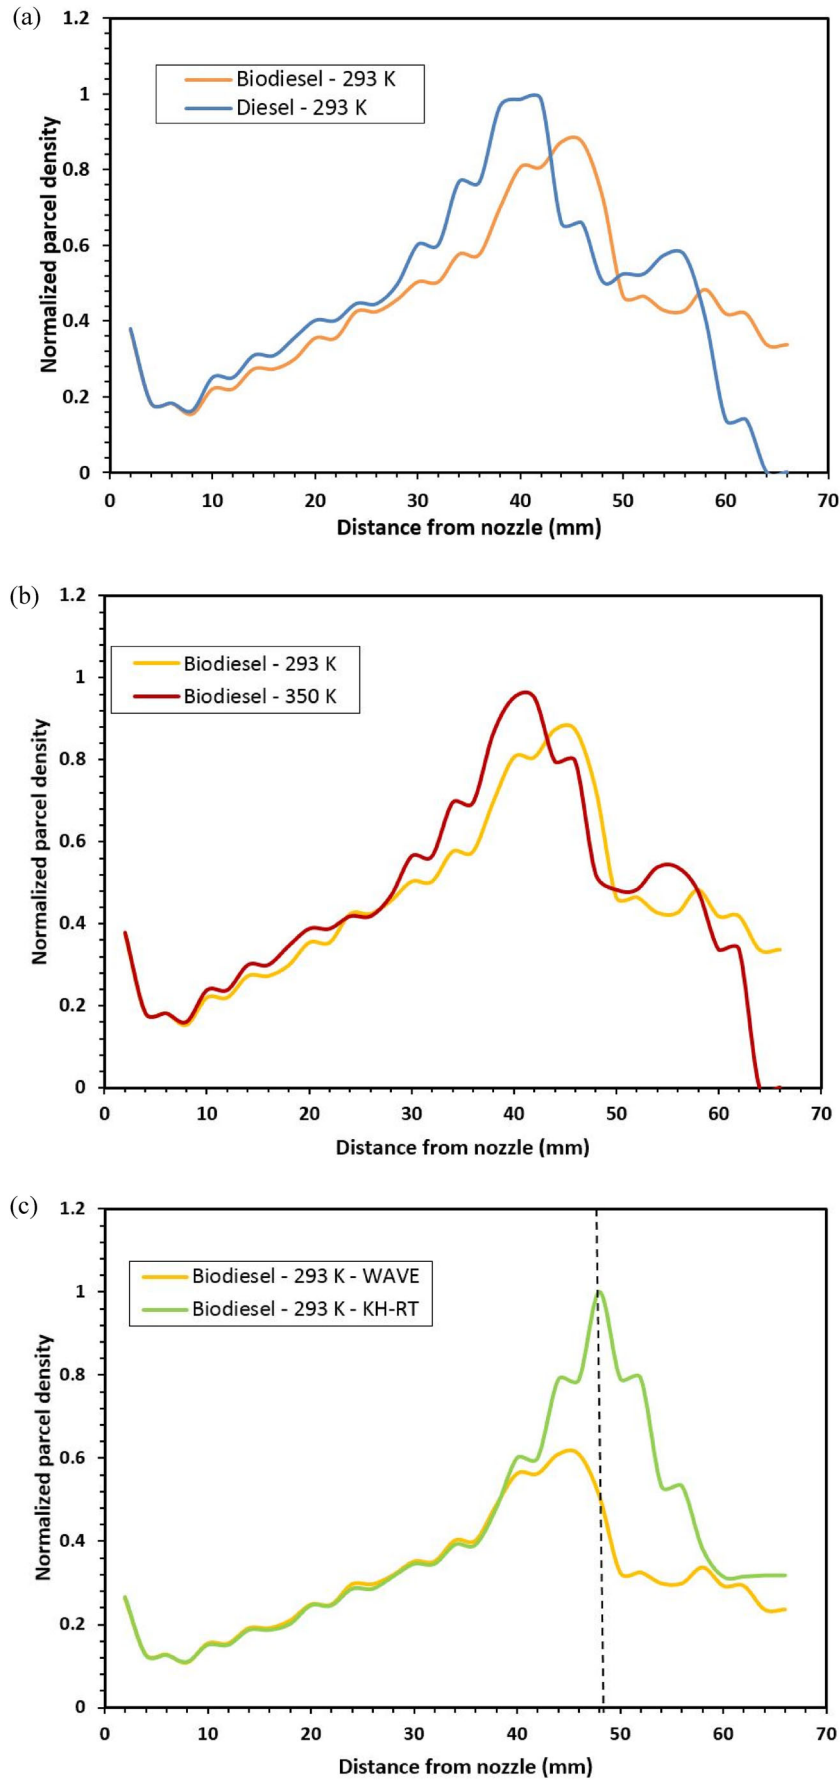 (a)
1.2
1
0.8
0.6
0.4
0.2
0
Normalized parcel density
Biodiesel - 293 K
Diesel - 293 K
0 10 20 30 40 50 60 70
Distance from nozzle (mm)
(b)
1.2
1
0.8
0.6
0.4
0.2
0
Normalized parcel density
Biodiesel - 293 K
Biodiesel - 350 K
0 10 20 30 40 50 60 70
Distance from nozzle (mm)
(c)
1.2
1
0.8
0.6
0.4
0.2
0
Normalized parcel density
Biodiesel - 293 K - WAVE
Biodiesel - 293 K - KH-RT
0 10 20 30 40 50 60 70
Distance from nozzle (mm)